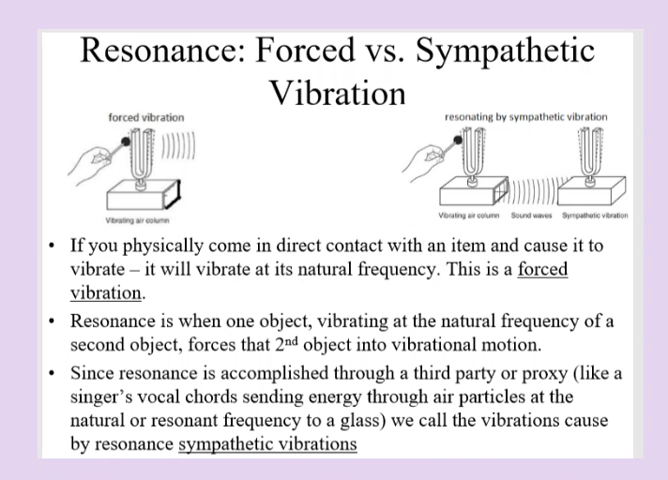 Resonance: Forced vs. Sympathetic
Vibration
forced vibration
resonating by sympathetic vibration
Vibrating air column
Vibrating air column Sound waves Sympathetic vibration
• If you physically come in direct contact with an item and cause it to
vibrate – it will vibrate at its natural frequency. This is a forced
vibration.
• Resonance is when one object, vibrating at the natural frequency of a
second object, forces that 2nd object into vibrational motion.
• Since resonance is accomplished through a third party or proxy (like a
singer’s vocal chords sending energy through air particles at the
natural or resonant frequency to a glass) we call the vibrations cause
by resonance sympathetic vibrations